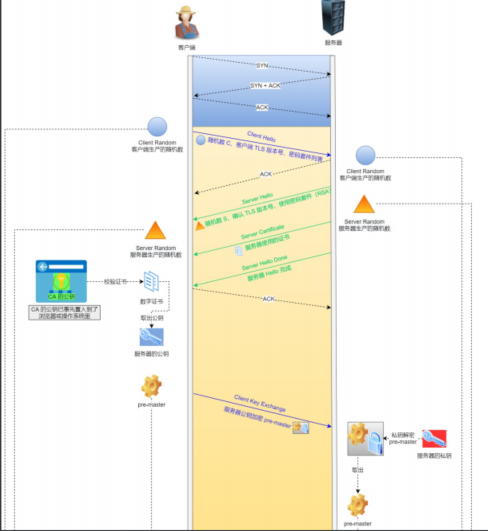 客户端
服务器
SYN
SYN + ACK
ACK
Client Hello
随机数 C、客户端 TLS 版本号、密码套件列表
Client Random
客户端生产的随机数
Client Random
客户端生产的随机数
ACK
Server Hello
随机数 S、确认 TLS 版本号、使用密码套件（RSA）
Server Random
服务器生产的随机数
Server Random
服务器生产的随机数
Server Certificate
服务器使用的证书
Server Hello Done
服务器 Hello 完成
ACK
CA 的公钥
校验证书
数字证书
CA 的公钥已事先置入到了
浏览器或操作系统里
取出公钥
服务器的公钥
pre-master
Client Key Exchange
服务器公钥加密 pre-master
私钥解密
pre-master
服务器的私钥
取出
pre-master